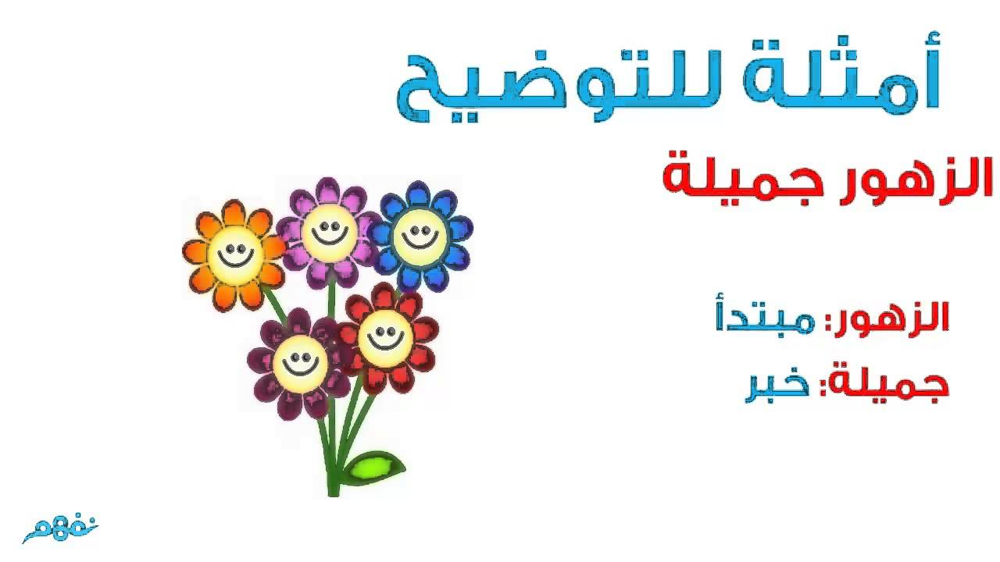 أمثلة للتوضيح
الزهور جميلة
الزهور: مبتدأ
جميلة: خبر
نفهم